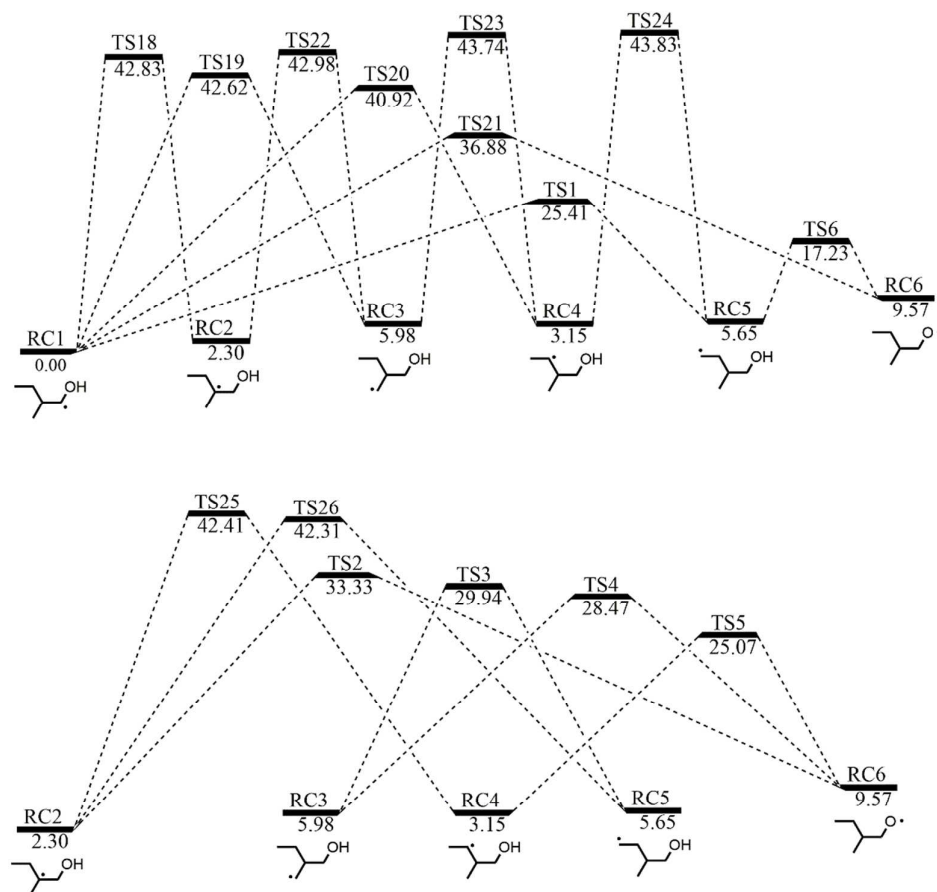 TS18
42.83
TS19
42.62
TS22
42.98
TS20
40.92
TS23
43.74
TS21
36.88
TS24
43.83
TS1
25.41
TS6
17.23
RC1
0.00
OH
RC2
2.30
OH
RC3
5.98
OH
RC4
3.15
OH
RC5
5.65
OH
RC6
9.57
O
TS25
42.41
TS26
42.31
TS2
33.33
TS3
29.94
TS4
28.47
TS5
25.07
RC2
2.30
OH
RC3
5.98
OH
RC4
3.15
OH
RC5
5.65
OH
RC6
9.57
O